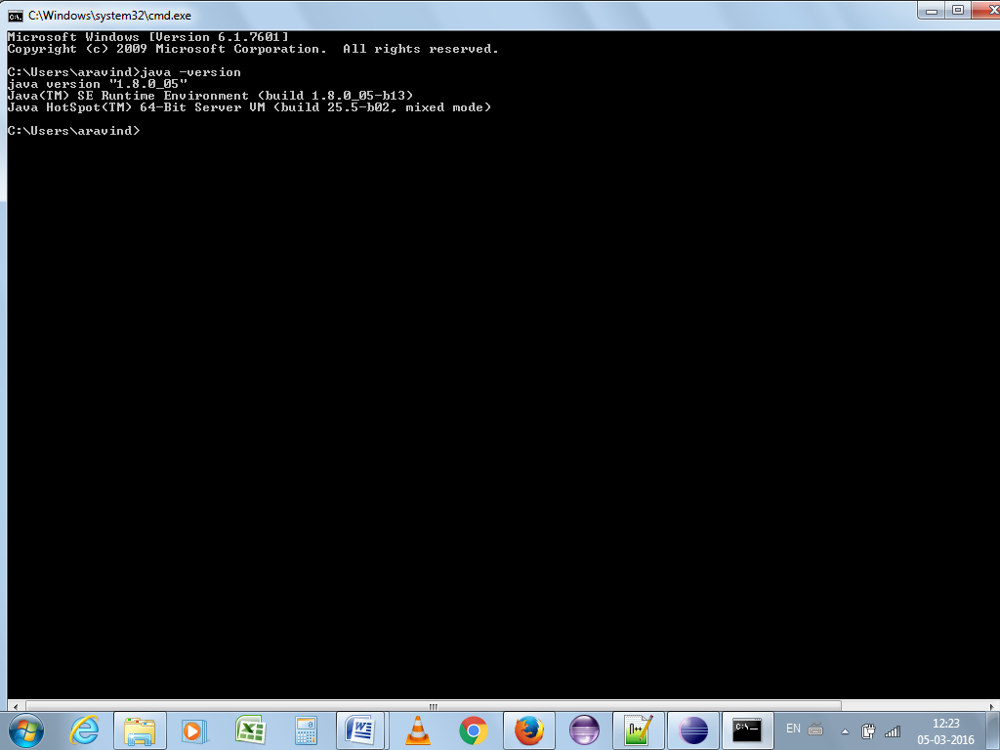 C:\Windows\system32\cmd.exe
Microsoft Windows [Version 6.1.7601]
Copyright (c) 2009 Microsoft Corporation.  All rights reserved.
C:\Users\aravind>java -version
java version "1.8.0_05"
Java(TM) SE Runtime Environment (build 1.8.0_05-b13)
Java HotSpot(TM) 64-Bit Server VM (build 25.5-b02, mixed mode)
C:\Users\aravind>
EN
12:23
05-03-2016